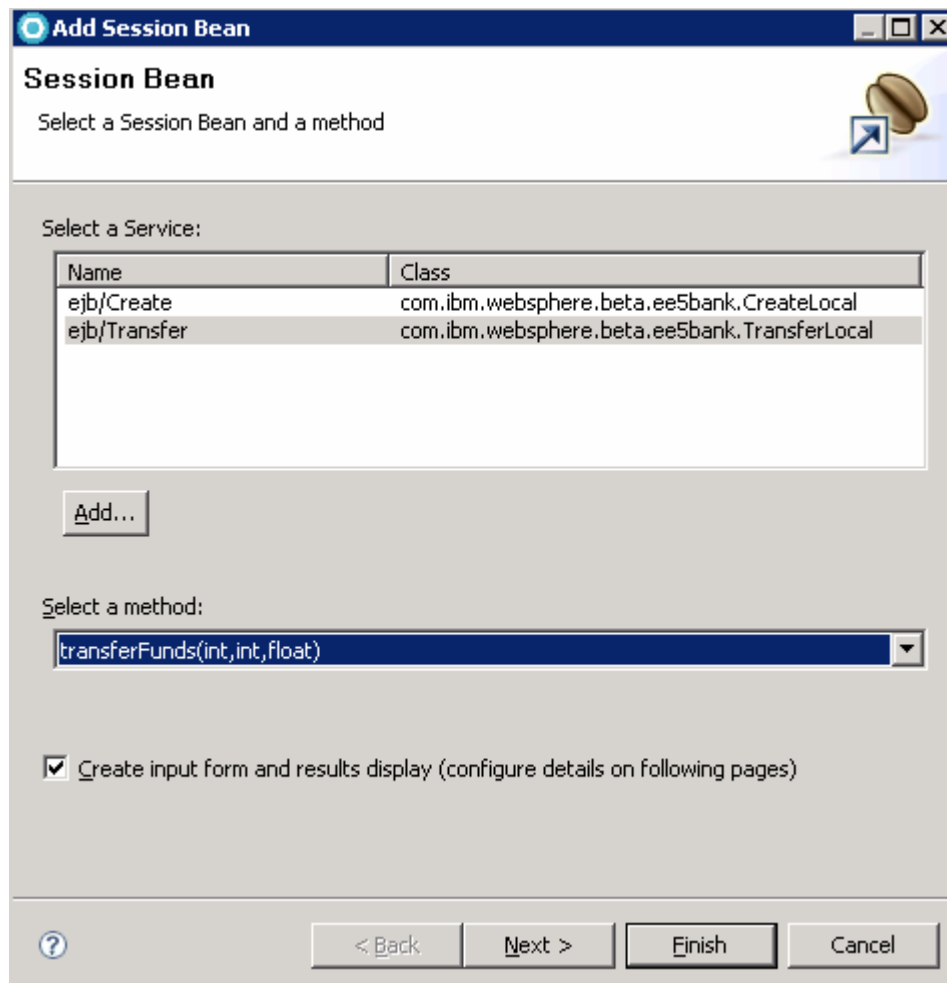 Add Session Bean
Session Bean
Select a Session Bean and a method
Select a Service:
Name Class
ejb/Create com.ibm.websphere.beta.ee5bank.CreateLocal
ejb/Transfer com.ibm.websphere.beta.ee5bank.TransferLocal
Add...
Select a method:
transferFunds(int,int,float)
Create input form and results display (configure details on following pages)
? < Back Next > Finish Cancel